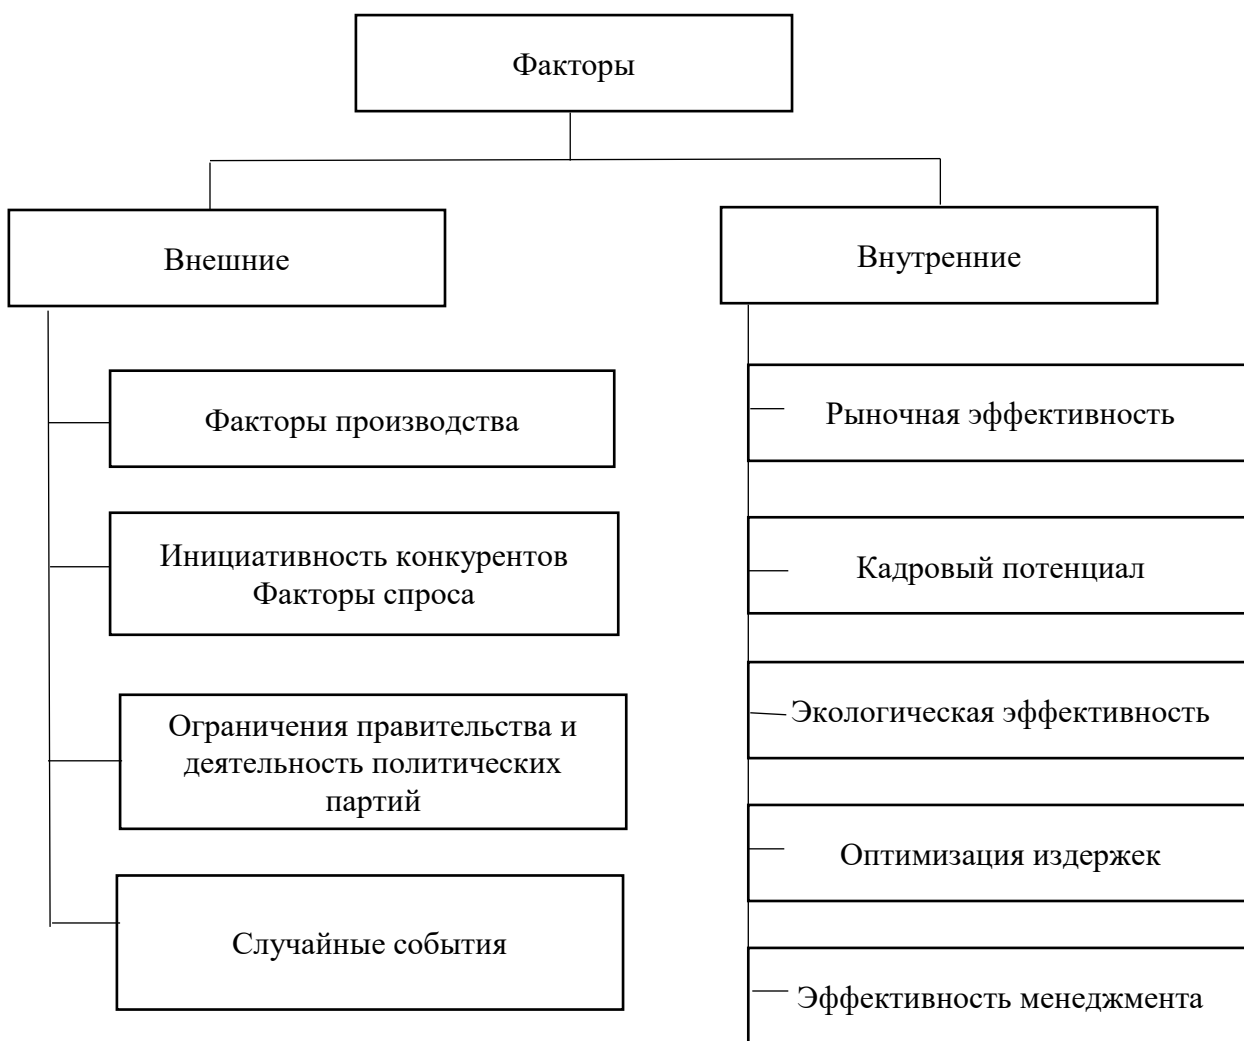 Факторы
Внешние
Внутренние
Факторы производства
Инициативность конкурентов
Факторы спроса
Ограничения правительства и
деятельность политических
партий
Случайные события
Рыночная эффективность
Кадровый потенциал
Экологическая эффективность
Оптимизация издержек
Эффективность менеджмента